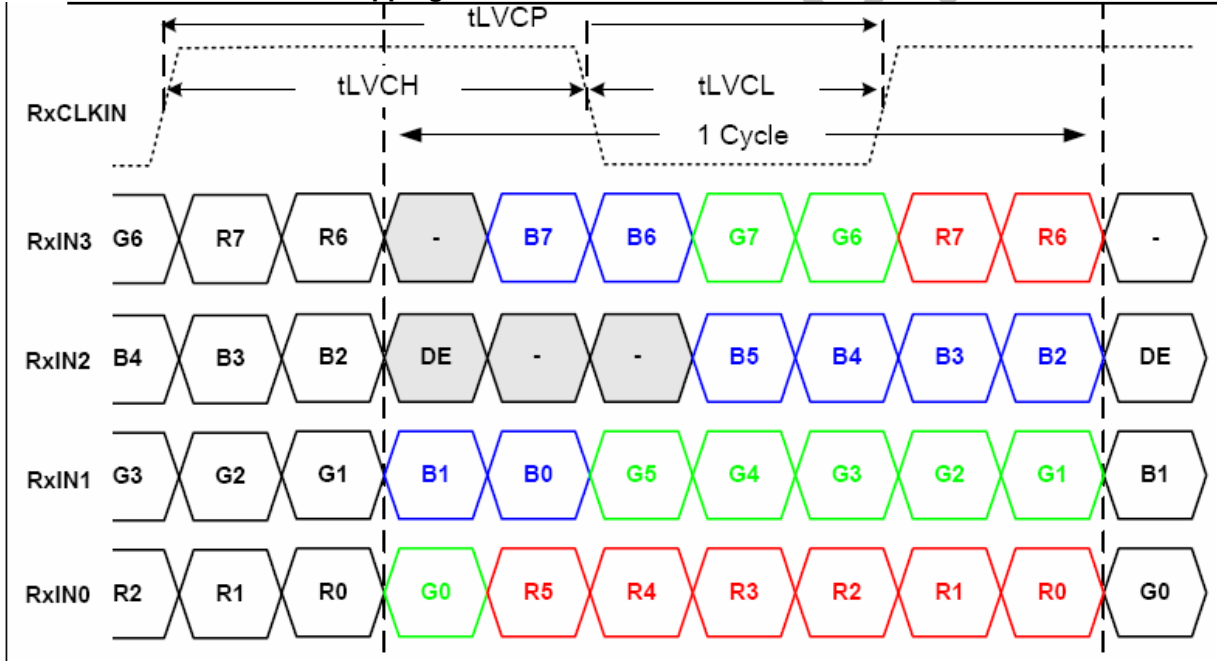 tLVCP
tLVCH tLVCL
RxCLKIN
1 Cycle
RxIN3 G6 R7 R6 - B7 B6 G7 G6 R7 R6 -
RxIN2 B4 B3 B2 DE - - B5 B4 B3 B2 DE
RxIN1 G3 G2 G1 B1 B0 G5 G4 G3 G2 G1 B1
RxIN0 R2 R1 R0 G0 R5 R4 R3 R2 R1 R0 G0